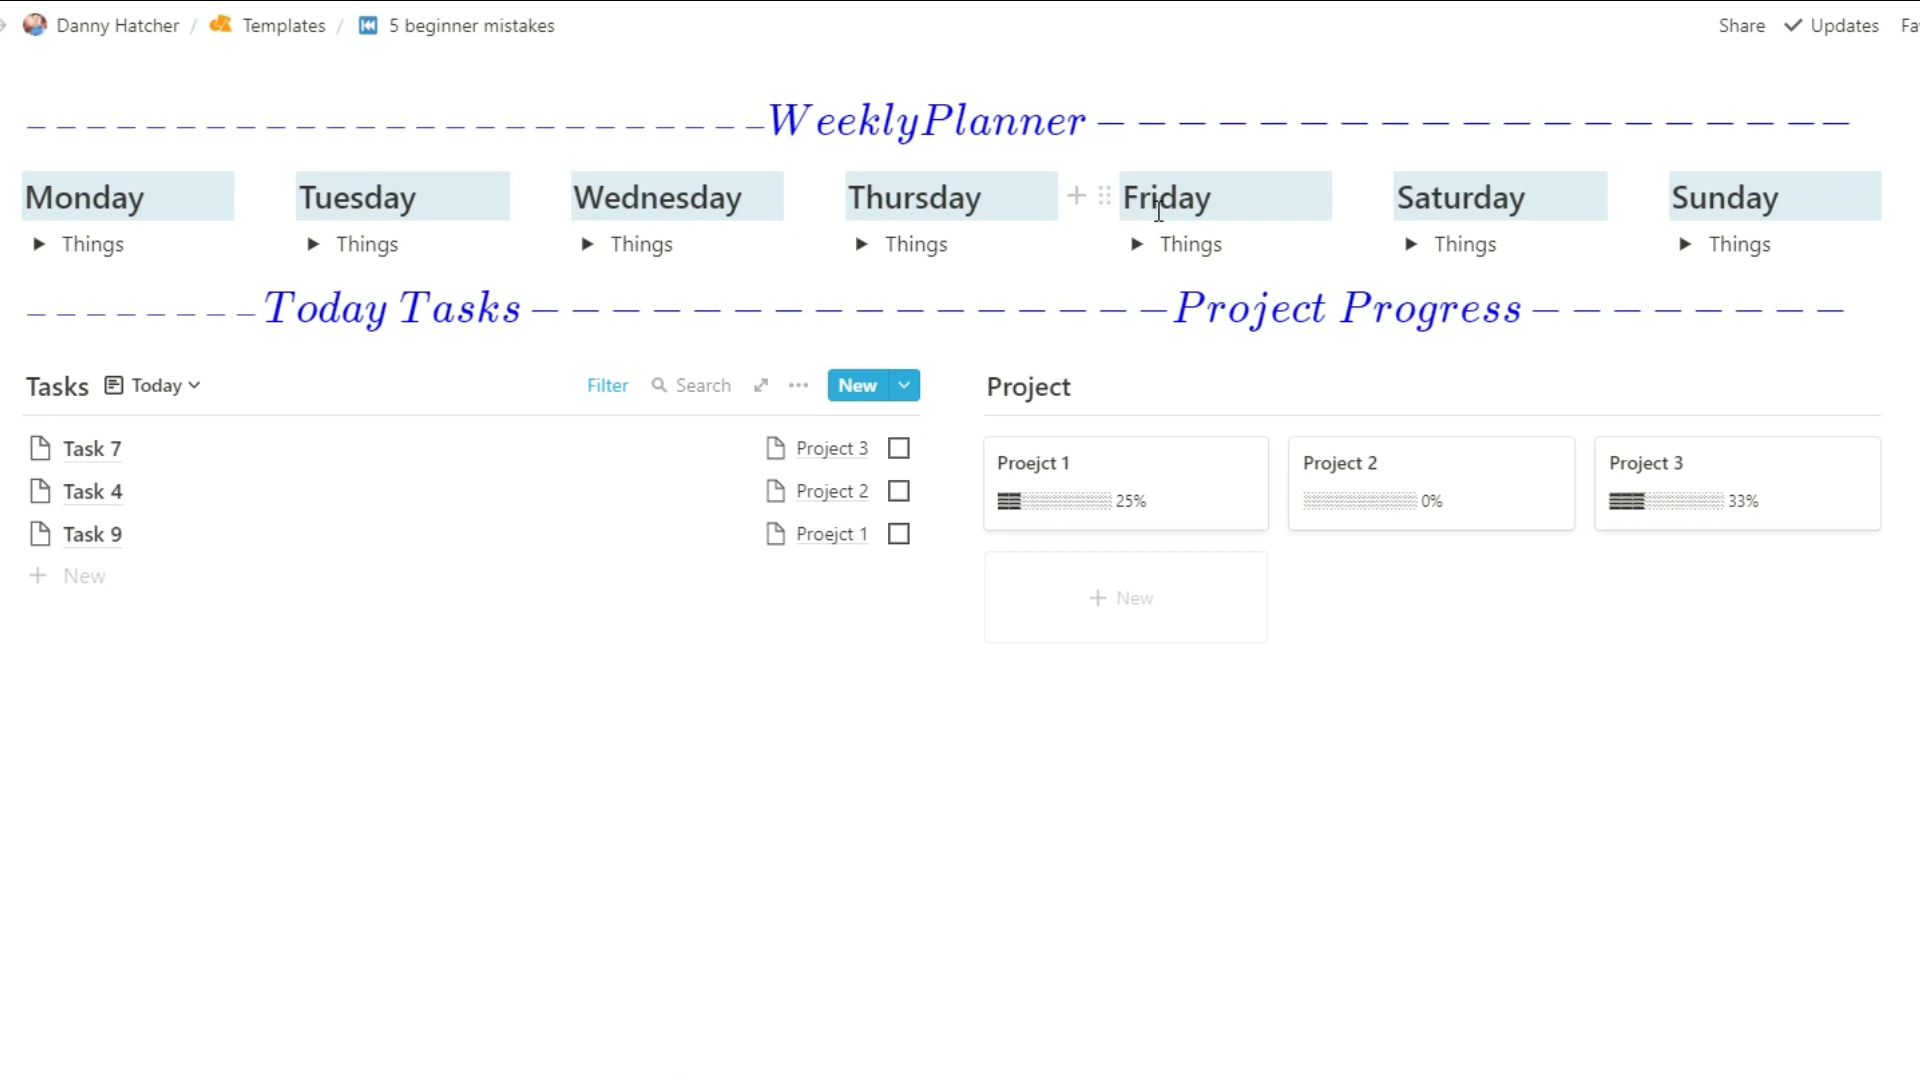 Danny Hatcher / Templates / 5 beginner mistakes Share Updates
WeeklyPlanner
Monday Tuesday Wednesday Thursday Friday Saturday Sunday
Things Things Things Things Things Things Things
Today Tasks Project Progress
Tasks Today Filter Search New Project
Task 7 Project 3
Task 4 Project 2
Task 9 Proejct 1
New
Proejct 1 Project 2 Project 3
25% 0% 33%
New